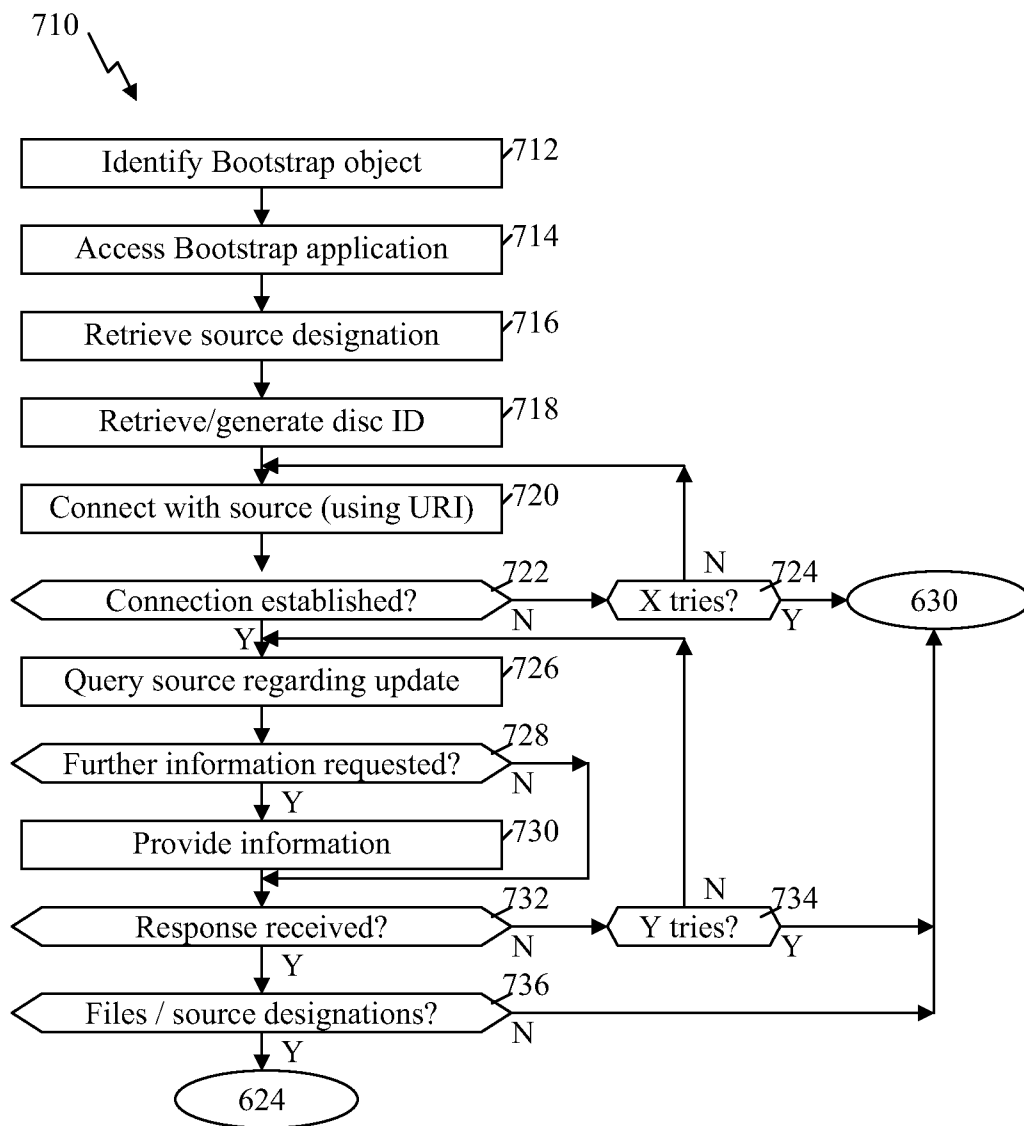 710
Identify Bootstrap object
712
Access Bootstrap application
714
Retrieve source designation
716
Retrieve/generate disc ID
718
Connect with source (using URI)
720
Connection established?
722
N
Y
X tries?
724
N
Y
630
Query source regarding update
726
Further information requested?
728
N
Y
Provide information
730
Response received?
732
N
Y
Y tries?
734
N
Y
Files / source designations?
736
N
Y
624